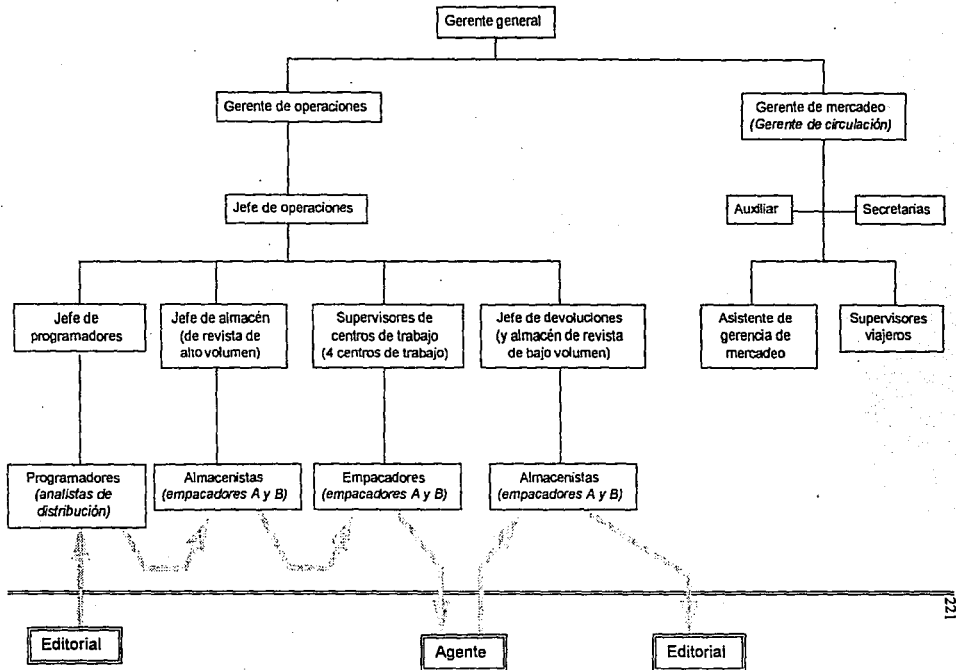 Gerente general
Gerente de operaciones
Gerente de mercadeo
(Gerente de circulación)
Jefe de operaciones
Auxiliar
Secretarias
Jefe de
programadores
Jefe de almacén
(de revista de
alto volumen)
Supervisores de
centros de trabajo
(4 centros de trabajo)
Jefe de devoluciones
(y almacén de revista
de bajo volumen)
Asistente de
gerencia de
mercadeo
Supervisores
viajeros
Programadores
(analistas de
distribución)
Almacenistas
(empacadores A y B)
Empacadores
(empacadores A y B)
Almacenistas
(empacadores A y B)
221
Editorial
Agente
Editorial